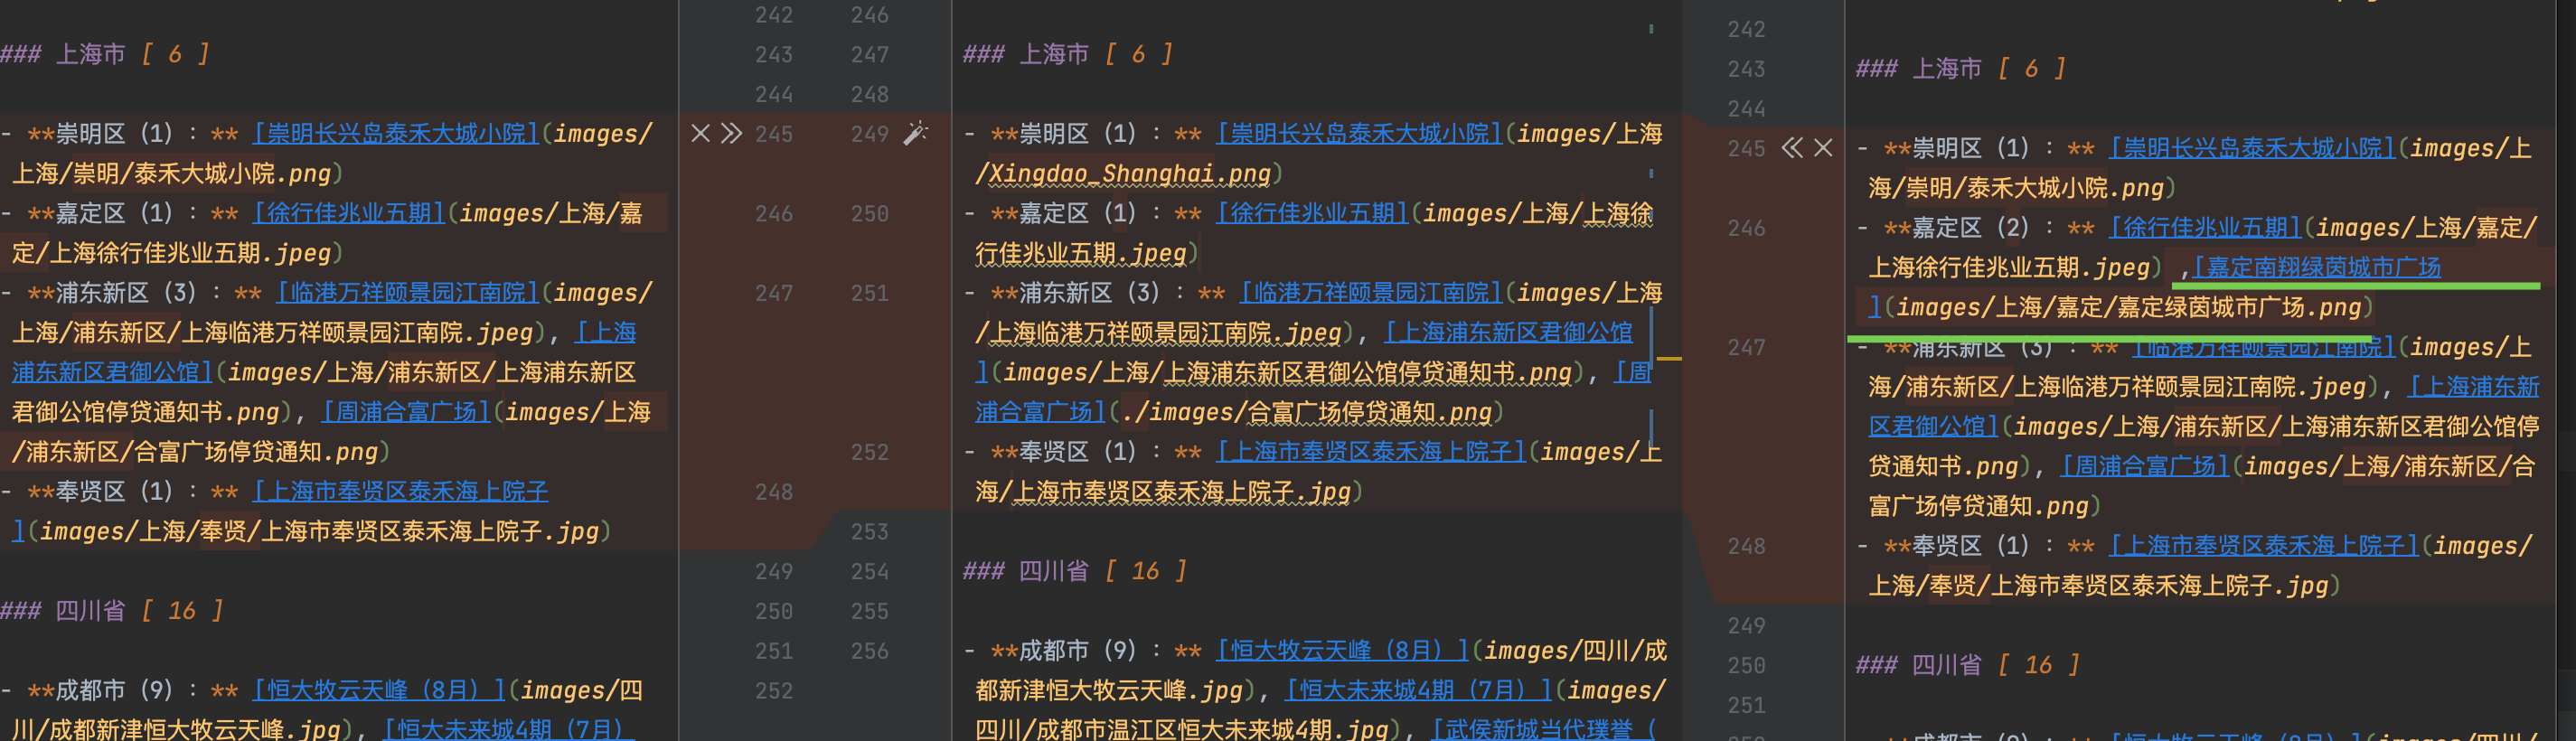 ### 上海市 [ 6 ]
- **崇明区（1）：** [崇明长兴岛泰禾大城小院](images/
上海/崇明/泰禾大城小院.png)
- **嘉定区（1）：** [徐行佳兆业五期](images/上海/嘉
定/上海徐行佳兆业五期.jpeg)
- **浦东新区（3）：** [临港万祥颐景园江南院](images/
上海/浦东新区/上海临港万祥颐景园江南院.jpeg), [上海
浦东新区君御公馆](images/上海/浦东新区/上海浦东新区
君御公馆停贷通知书.png), [周浦合富广场](images/上海
/浦东新区/合富广场停贷通知.png)
- **奉贤区（1）：** [上海市奉贤区泰禾海上院子
](images/上海/奉贤/上海市奉贤区泰禾海上院子.jpg)
### 四川省 [ 16 ]
- **成都市（9）：** [恒大牧云天峰（8月）](images/四
川/成都新津恒大牧云天峰.jpg), [恒大未来城4期（7月）
242
243
244
245
246
247
248
249
250
251
252
246
247
248
249
250
251
252
253
254
255
256
### 上海市 [ 6 ]
- **崇明区（1）：** [崇明长兴岛泰禾大城小院](images/上海
/Xingdao_Shanghai.png)
- **嘉定区（1）：** [徐行佳兆业五期](images/上海/上海徐
行佳兆业五期.jpeg)
- **浦东新区（3）：** [临港万祥颐景园江南院](images/上海
/上海临港万祥颐景园江南院.jpeg), [上海浦东新区君御公馆
](images/上海/上海浦东新区君御公馆停贷通知书.png), [周
浦合富广场](./images/合富广场停贷通知.png)
- **奉贤区（1）：** [上海市奉贤区泰禾海上院子](images/上
海/上海市奉贤区泰禾海上院子.jpg)
### 四川省 [ 16 ]
- **成都市（9）：** [恒大牧云天峰（8月）](images/四川/成
都新津恒大牧云天峰.jpg), [恒大未来城4期（7月）](images/
四川/成都市温江区恒大未来城4期.jpg), [武侯新城当代璞誉（
242
243
244
245
246
247
248
249
250
251
### 上海市 [ 6 ]
- **崇明区（1）：** [崇明长兴岛泰禾大城小院](images/上
海/崇明/泰禾大城小院.png)
- **嘉定区（2）：** [徐行佳兆业五期](images/上海/嘉定/
上海徐行佳兆业五期.jpeg) ,[嘉定南翔绿茵城市广场
](images/上海/嘉定/嘉定绿茵城市广场.png)
- **浦东新区（3）：** [临港万祥颐景园江南院](images/上
海/浦东新区/上海临港万祥颐景园江南院.jpeg), [上海浦东新
区君御公馆](images/上海/浦东新区/上海浦东新区君御公馆停
贷通知书.png), [周浦合富广场](images/上海/浦东新区/合
富广场停贷通知.png)
- **奉贤区（1）：** [上海市奉贤区泰禾海上院子](images/
上海/奉贤/上海市奉贤区泰禾海上院子.jpg)
### 四川省 [ 16 ]